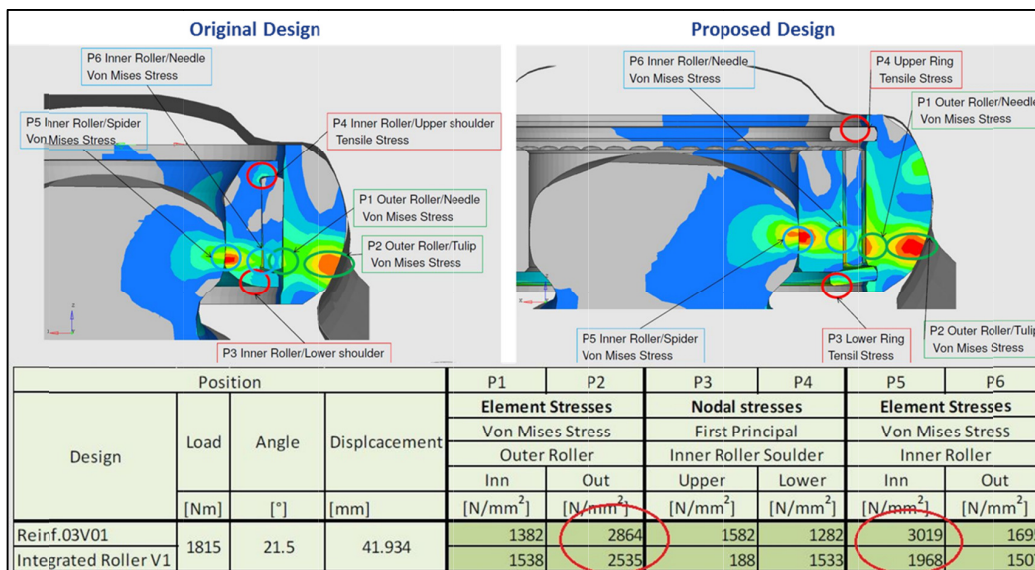 Original Design
P6 Inner Roller/Needle
Von Mises Stress
P5 Inner Roller/Spider
Von Mises Stress
P4 Inner Roller/Upper shoulder
Tensile Stress
P1 Outer Roller/Needle
Von Mises Stress
P2 Outer Roller/Tulip
Von Mises Stress
P3 Inner Roller/Lower shoulder
Proposed Design
P6 Inner Roller/Needle
Von Mises Stress
P4 Upper Ring
Tensile Stress
P1 Outer Roller/Needle
Von Mises Stress
P5 Inner Roller/Spider
Von Mises Stress
P3 Lower Ring
Tensil Stress
P2 Outer Roller/Tulip
Von Mises Stress
Position P1 P2 P3 P4 P5 P6
Design Load Angle Displcacement Element Stresses Nodal stresses Element Stresses
Von Mises Stress First Principal Von Mises Stress
Outer Roller Inner Roller Soulder Inner Roller
Inn Out Upper Lower Inn Out
[Nm] [°] [mm] [N/mm²] [N/mm²] [N/mm²] [N/mm²] [N/mm²] [N/mm²]
Reinf.03V01 1815 21.5 41.934 1382 2864 1582 1282 3019
Integrated Roller V1 1538 2535 188 1533 1968